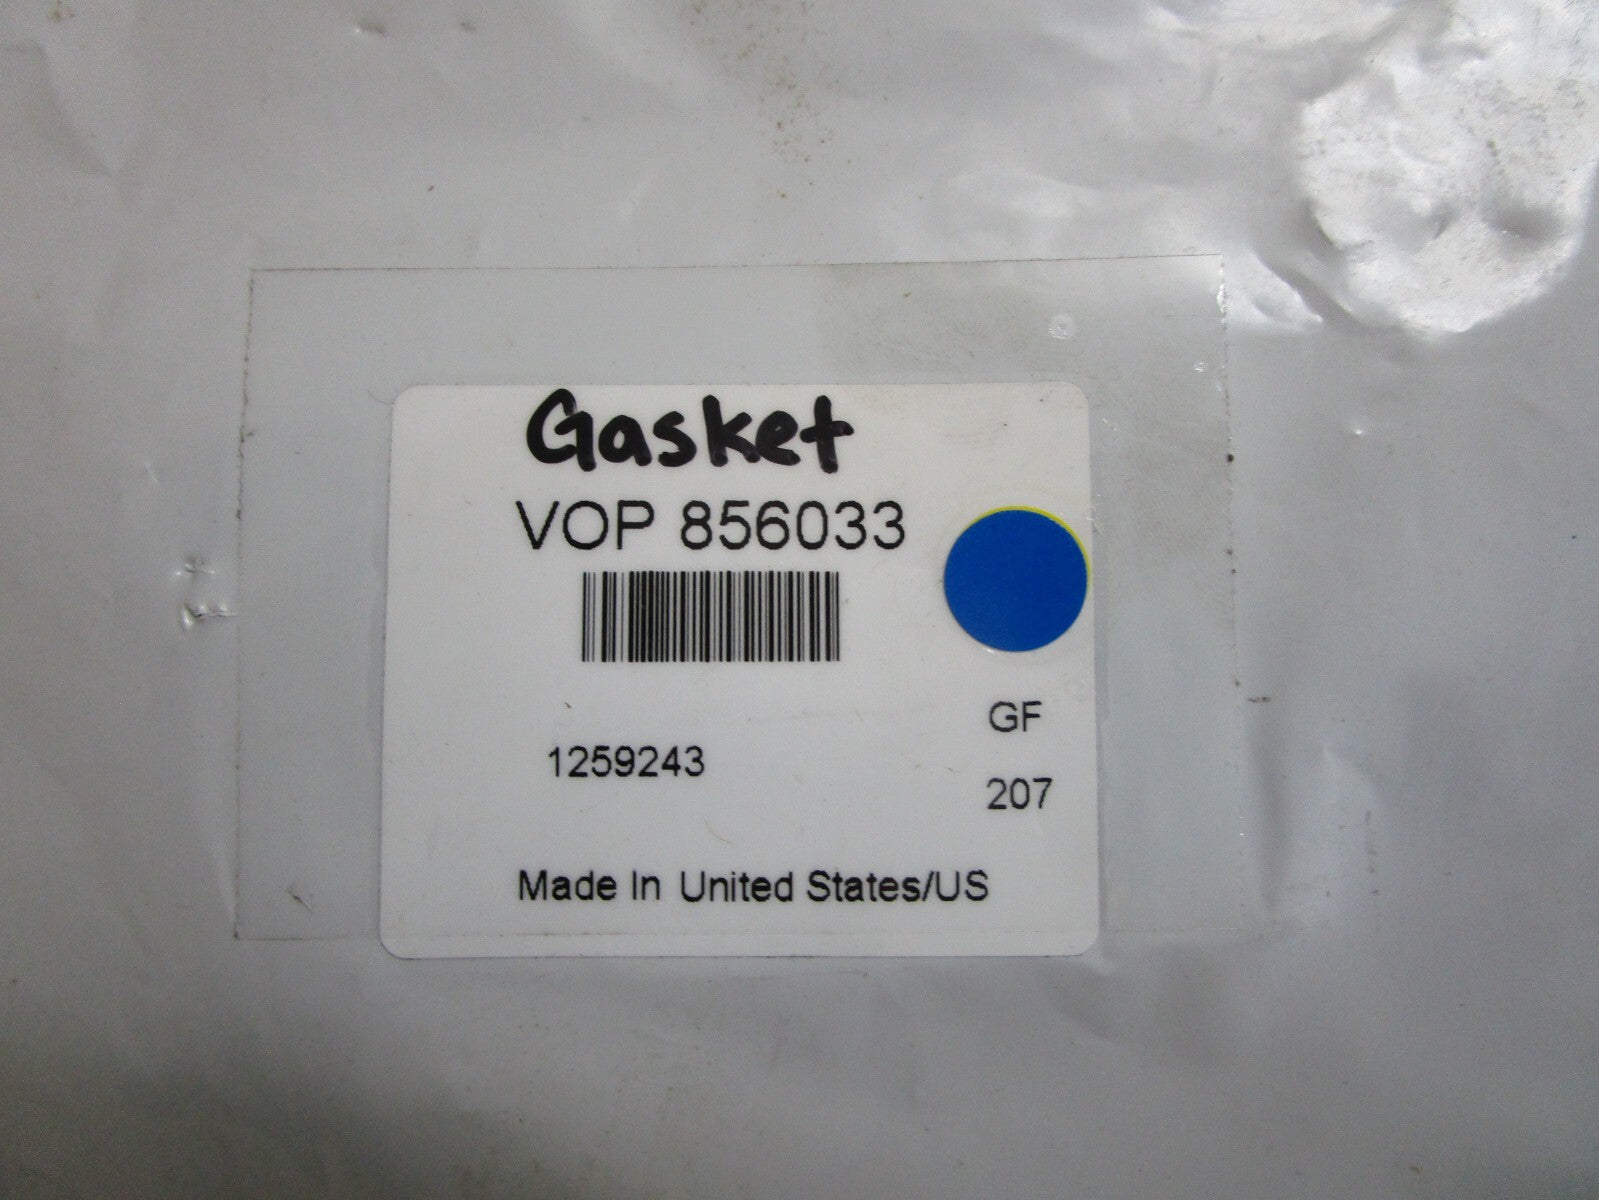 Gasket
VOP 856033
GF
1259243
207
Made In United States/US